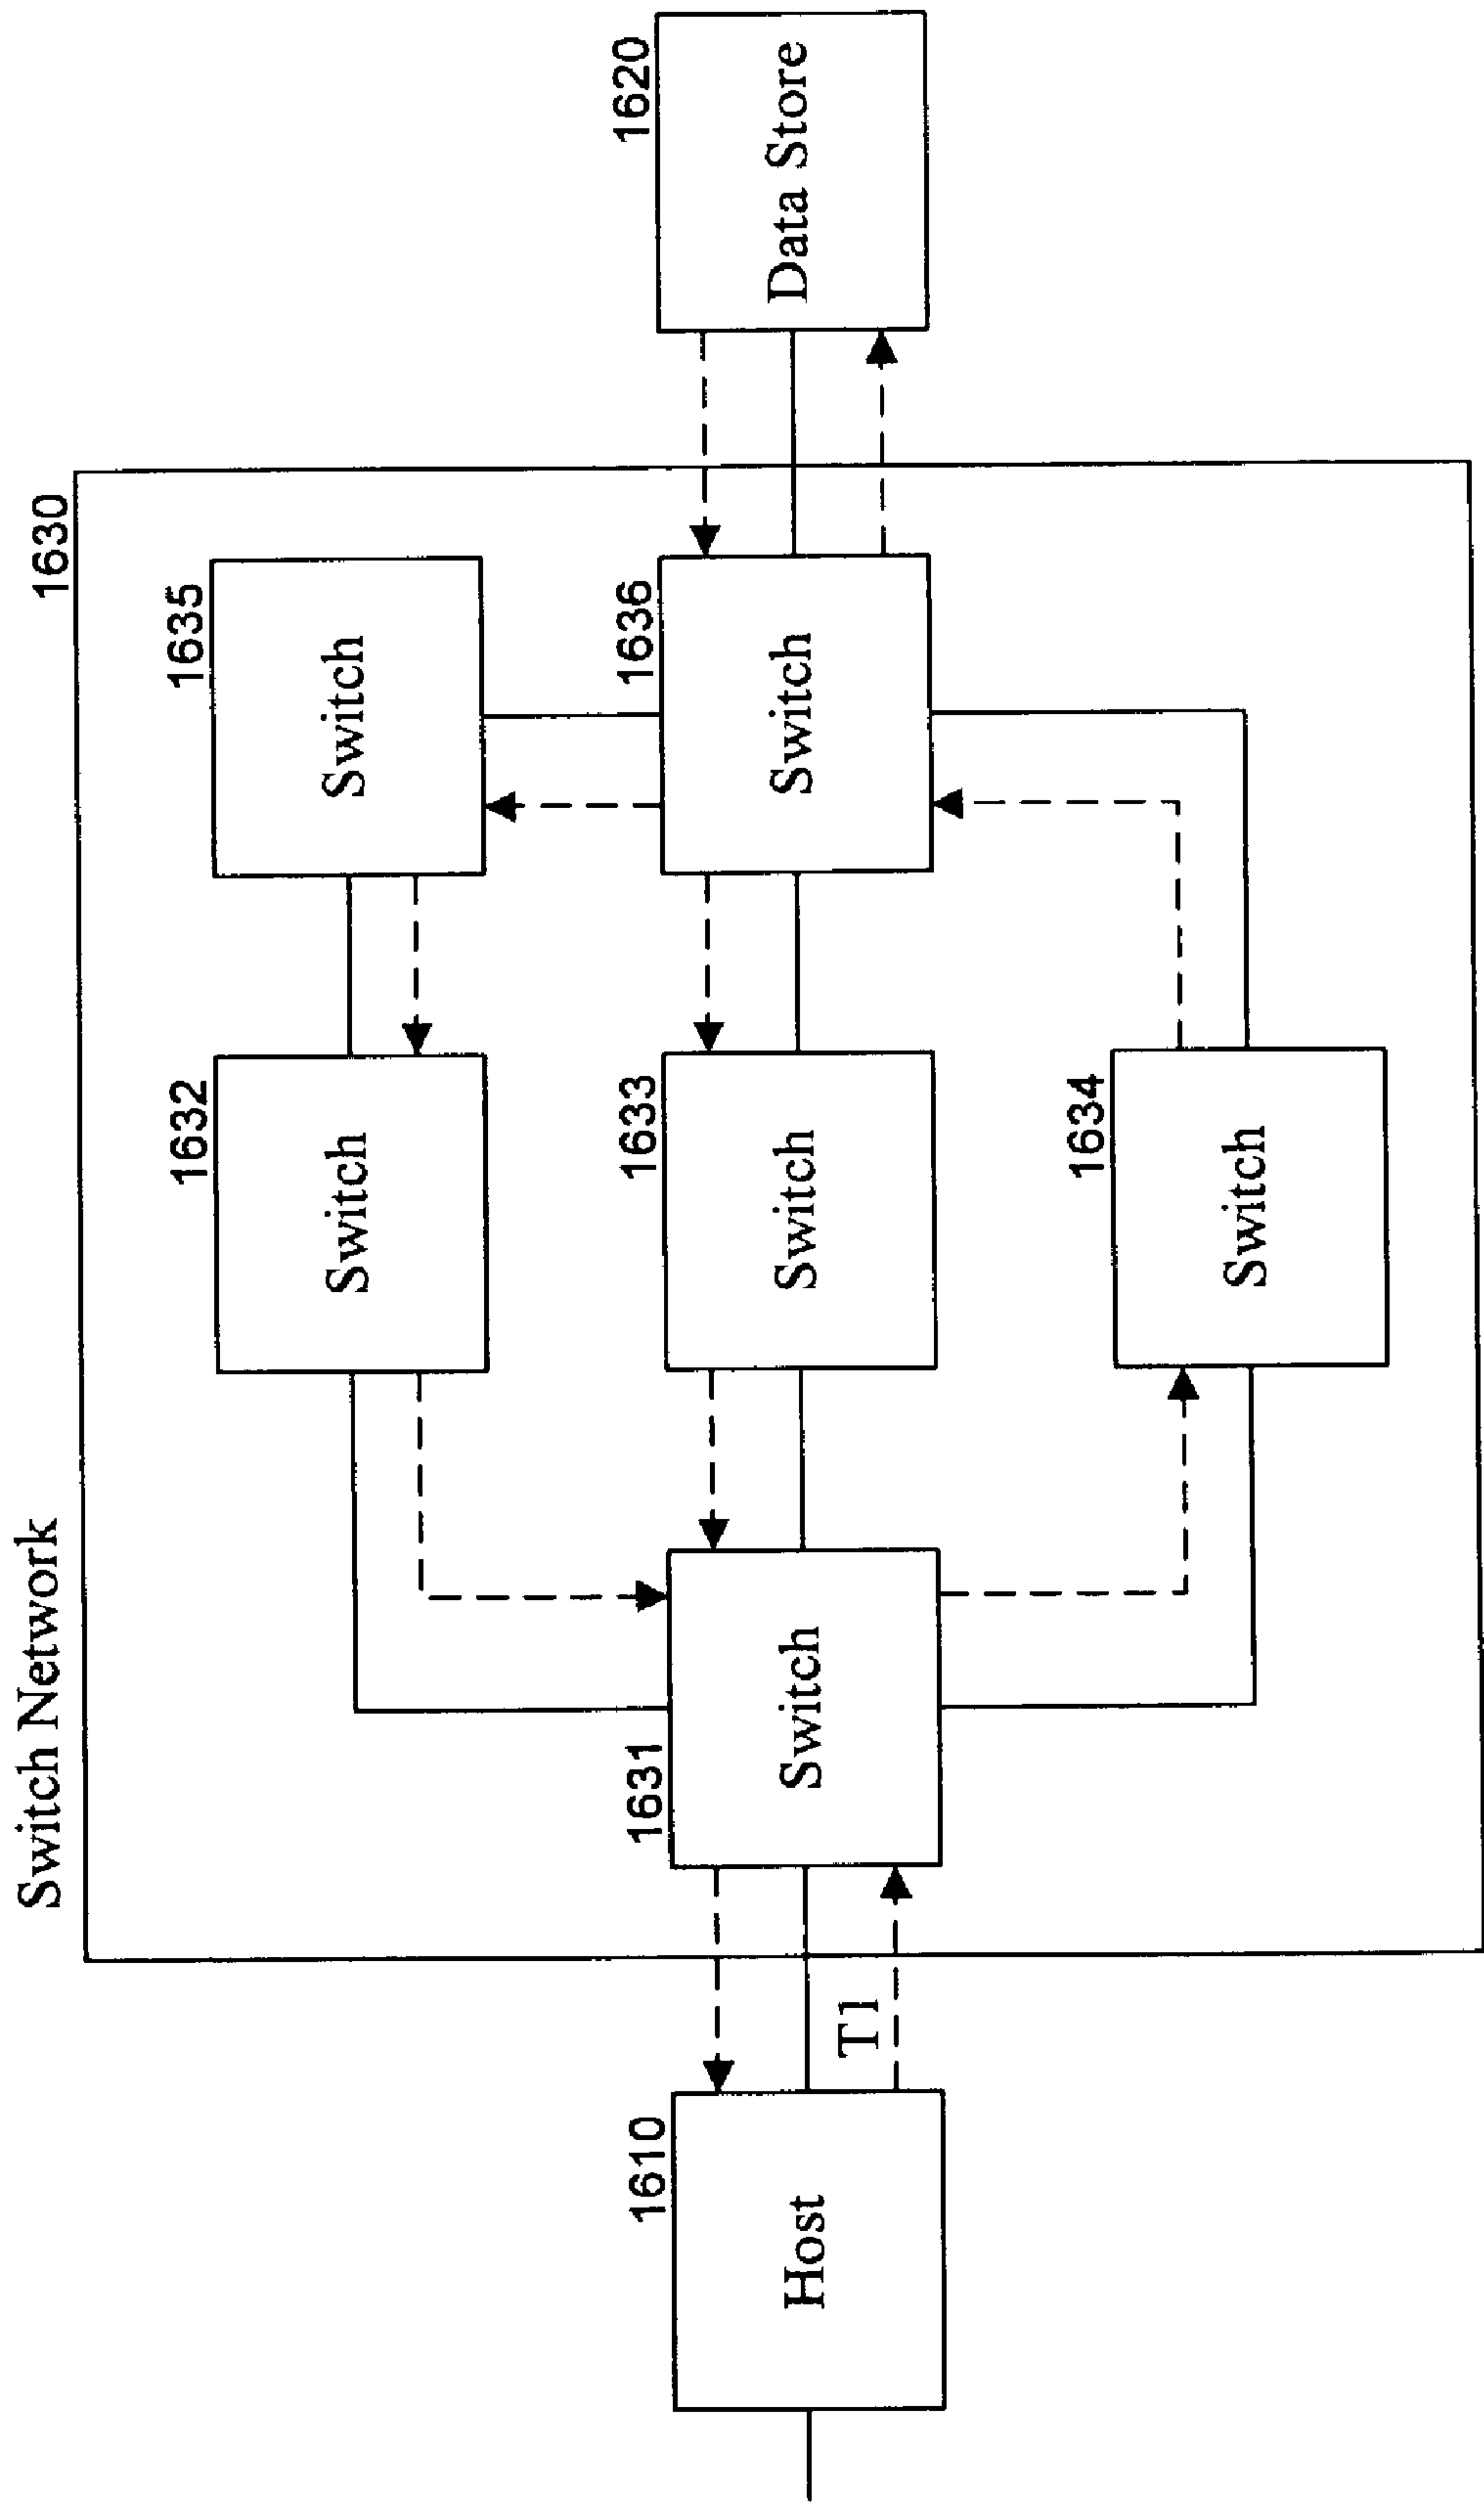 Switch Network
1630
1632
Switch
1635
Switch
1610
Host
T1
1631
Switch
1633
Switch
1636
Switch
1620
Data Store
1634
Switch